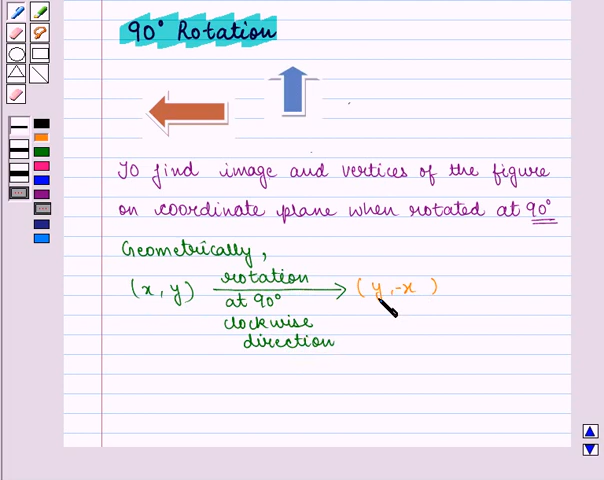 90° Rotation
To find image and vertices of the figure
on coordinate plane when rotated at 90°
Geometrically,
(x, y) rotation (y, -x)
at 90°
clockwise
direction